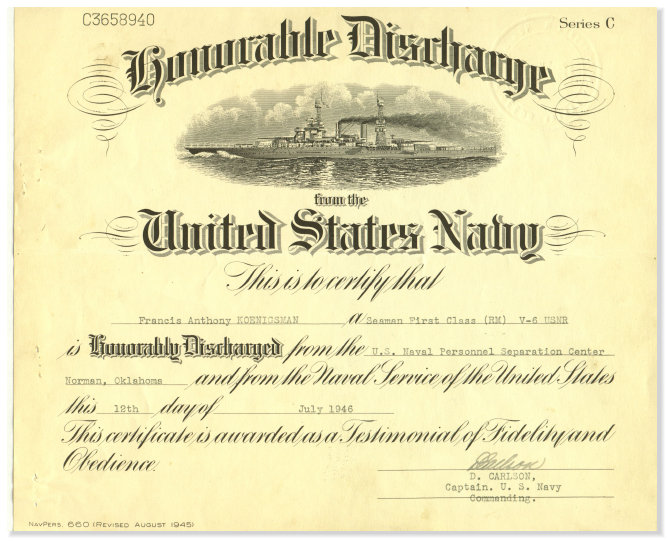 C3658940
Series C
Honorable Discharge
from the
United States Navy
This is to certify that
Francis Anthony KOENIGSMAN a Seaman First Class (RM) V-6 USNR
is Honorably Discharged from the U.S. Naval Personnel Separation Center
Norman, Oklahoma and from the Naval Service of the United States
this 12th day of July 1946
This certificate is awarded as a Testimonial of Fidelity and
Obedience.
D Carlson
D. CARLSON,
Captain. U. S. Navy
Commanding.
NAVPERS. 660 (REVISED AUGUST 1945)